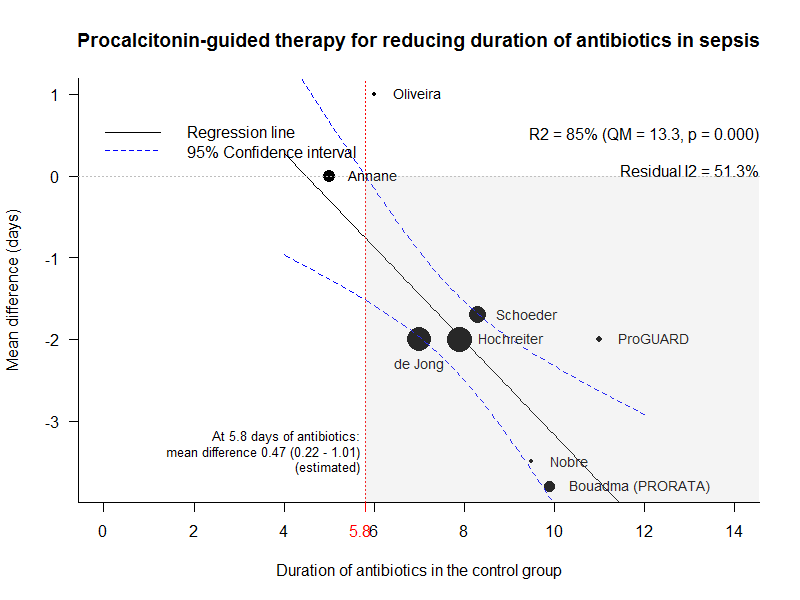 Procalcitonin-guided therapy for reducing duration of antibiotics in sepsis
1
Oliveira
Regression line
95% Confidence interval
R2 = 85% (QM = 13.3, p = 0.000)
Residual I2 = 51.3%
0
Annane
Mean difference (days)
-1
Schoeder
-2
Hochreiter
ProGUARD
de Jong
-3
At 5.8 days of antibiotics:
mean difference 0.47 (0.22 - 1.01)
(estimated)
Nobre
Bouadma (PRORATA)
0 2 4 5.8 6 8 10 12 14
Duration of antibiotics in the control group